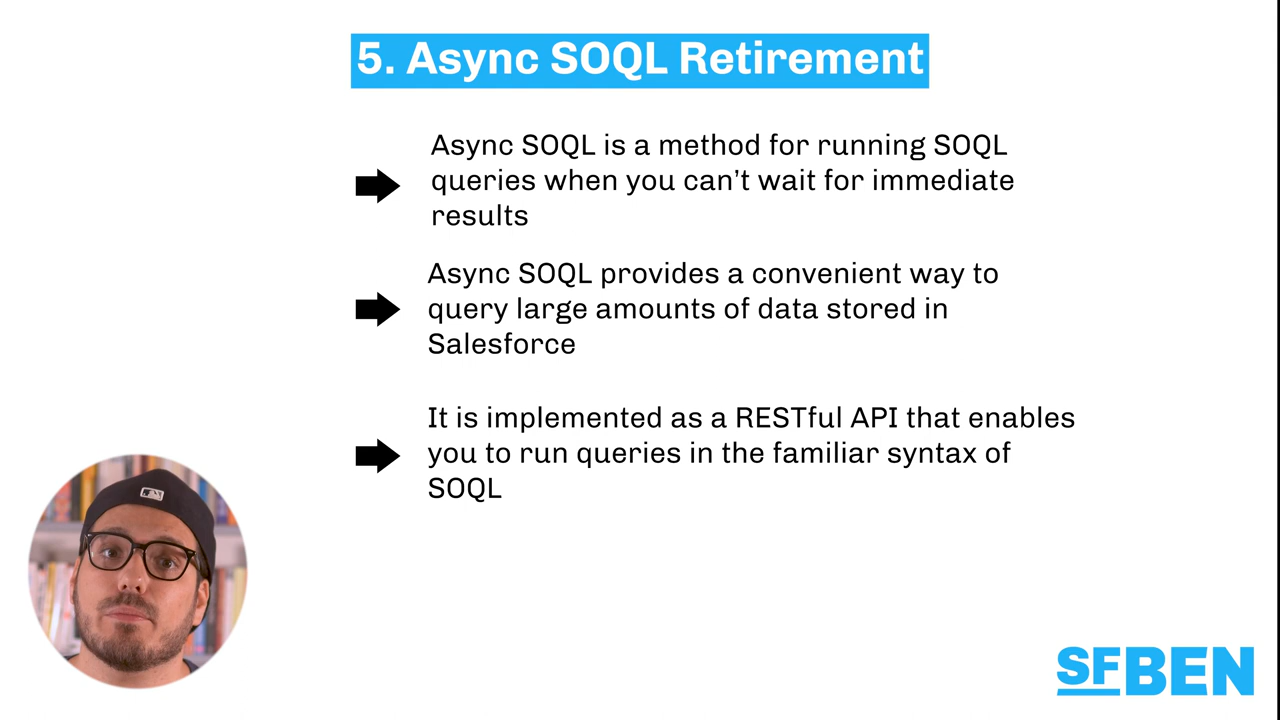 5. Async SOQL Retirement
Async SOQL is a method for running SOQL
queries when you can’t wait for immediate
results
Async SOQL provides a convenient way to
query large amounts of data stored in
Salesforce
It is implemented as a RESTful API that enables
you to run queries in the familiar syntax of
SOQL
SFBEN